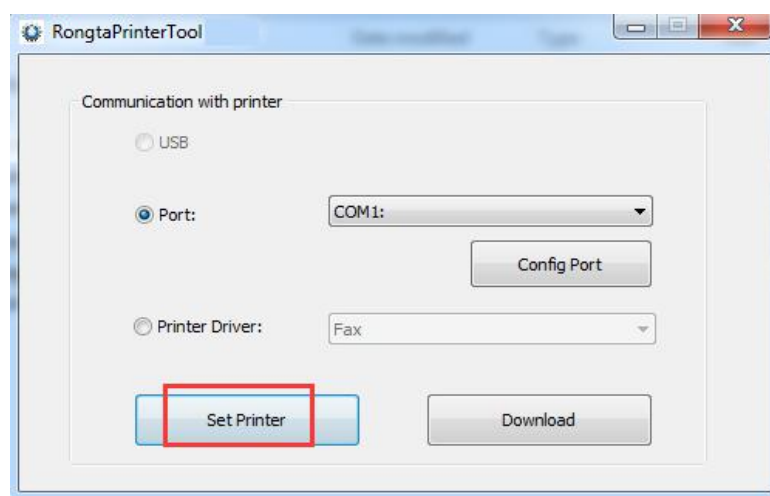 RongtaPrinterTool
Communication with printer
USB
Port:
COM1:
Config Port
Printer Driver:
Fax
Set Printer
Download